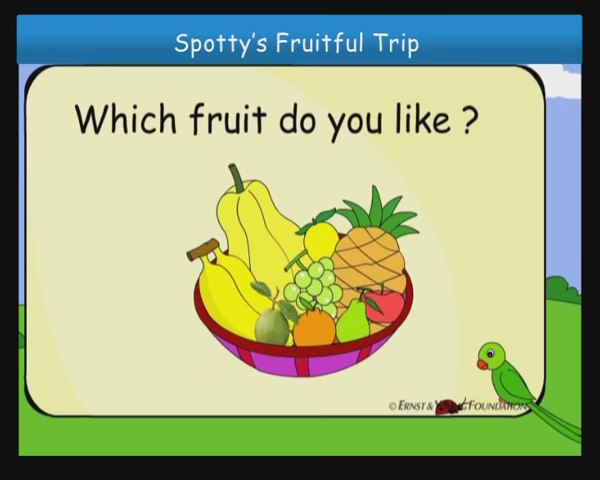 Spotty's Fruitful Trip
Which fruit do you like ?
© ERNST & FOUNDATION